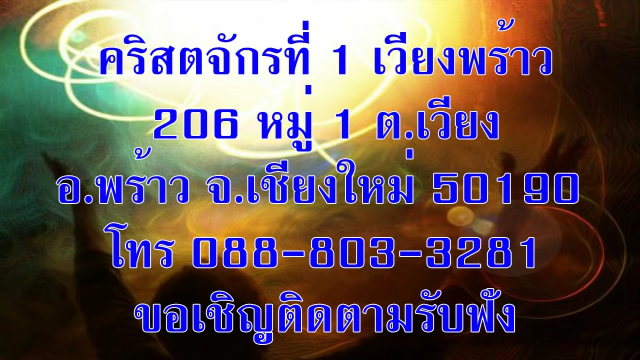 คริสตจักรที่ 1 เวียงพร้าว
206 หมู่ 1 ต.เวียง
อ.พร้าว จ.เชียงใหม่ 50190
โทร 088-803-3281
ขอเชิญติดตามรับฟัง